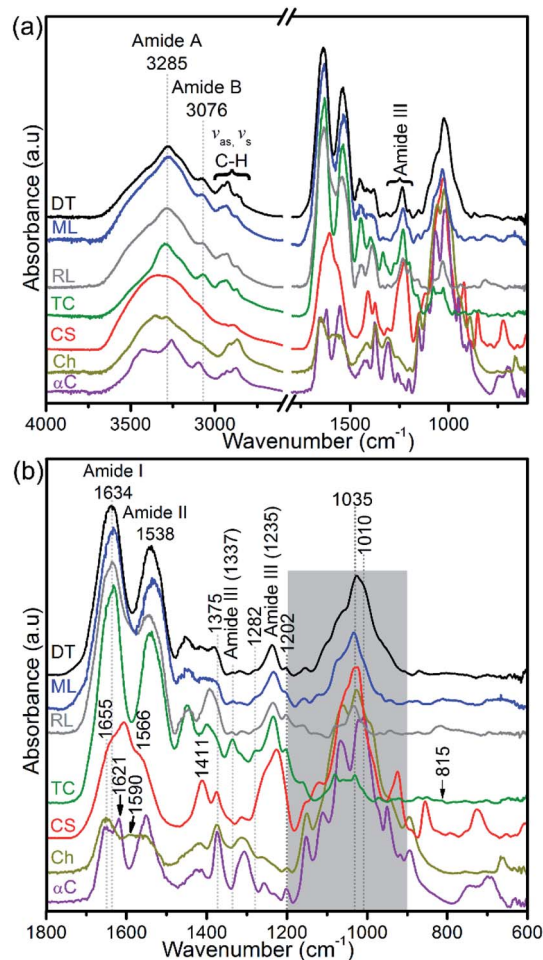 (a)
Amide A
3285
Amide B
3076
νas, νs
C-H
Amide III
DT
ML
RL
TC
CS
Ch
αC
Absorbance (a.u)
4000 3500 3000 1500 1000
Wavenumber (cm-1)
(b)
Amide I
1634
Amide II
1538
1375
Amide III (1337)
1282
Amide III (1235)
1202
1035
1010
DT
ML
RL
TC
CS
Ch
αC
1655
1621
1590
1566
1411
815
Absorbance (a.u)
1800 1600 1400 1200 1000 800 600
Wavenumber (cm-1)